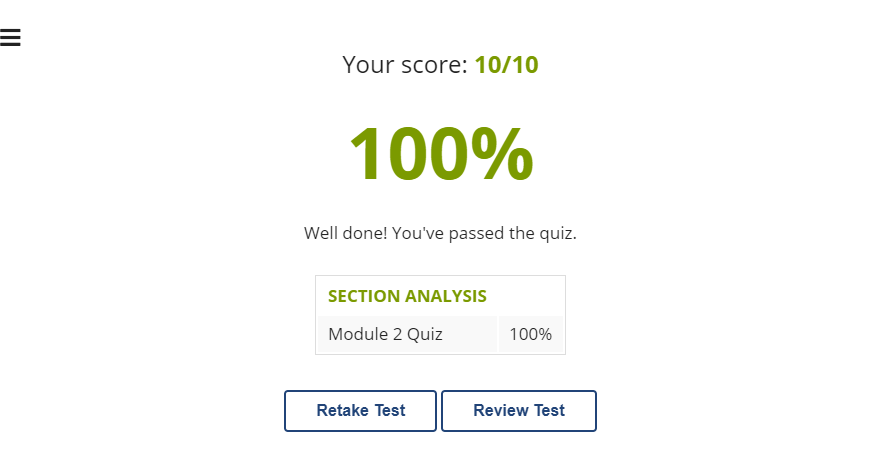 Your score: 10/10
100%
Well done! You've passed the quiz.
SECTION ANALYSIS
Module 2 Quiz 100%
Retake Test Review Test